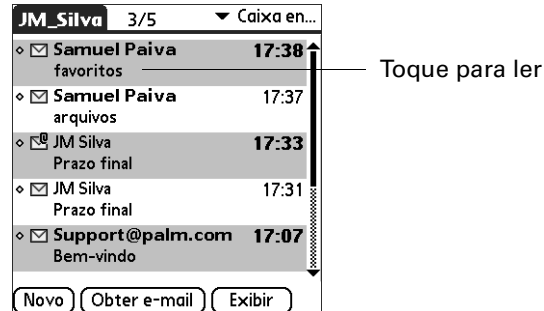 JM_Silva 3/5 Caixa en...
Samuel Paiva 17:38
favoritos
Toque para ler
Samuel Paiva 17:37
arquivos
JM Silva 17:33
Prazo final
JM Silva 17:31
Prazo final
Support@palm.com 17:07
Bem-vindo
Novo Obter e-mail Exibir